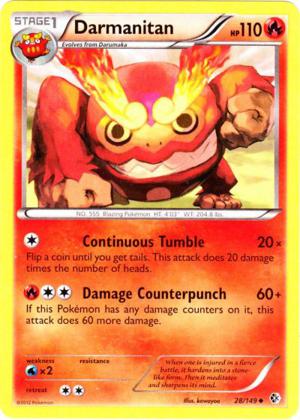 STAGE1 Darmanitan HP110
Evolves from Darumaka
NO. 555 Blazing Pokémon HT. 4'03" WT. 204.8 lbs.
Continuous Tumble 20×
Flip a coin until you get tails. This attack does 20 damage
times the number of heads.
Damage Counterpunch 60+
If this Pokémon has any damage counters on it, this
attack does 60 more damage.
weakness resistance
×2
retreat
When one is injured in a fierce
battle, it hardens into a stone-
like form. Then it meditates
and sharpens its mind.
©2012 Pokémon
Illus. kawayoo 28/149